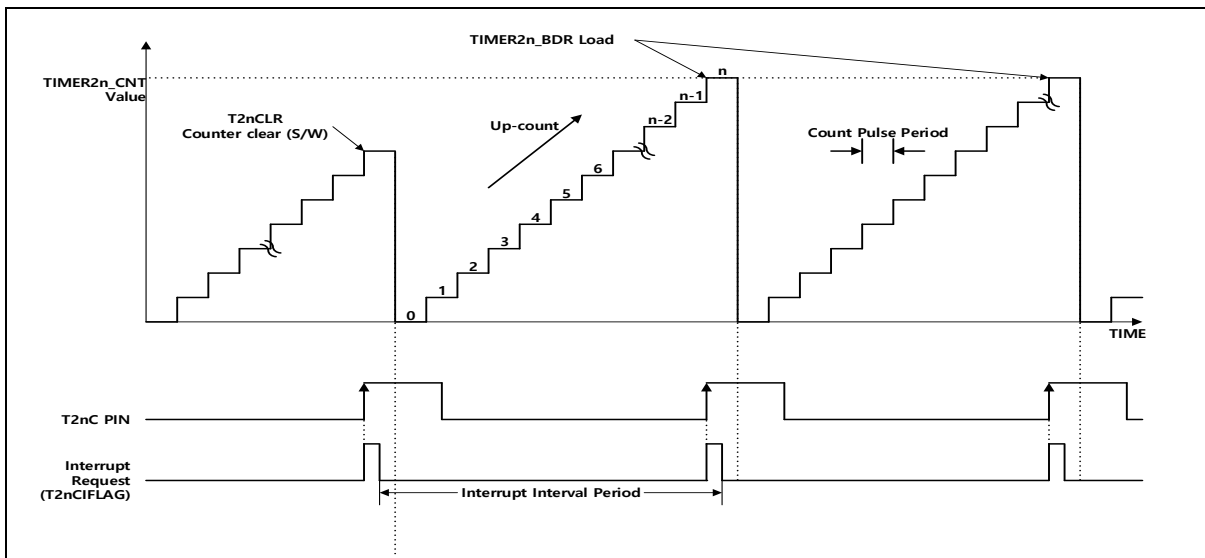 TIMER2n_BDR Load
TIMER2n_CNT
Value
n
n-1
n-2
T2nCLR
Counter clear (S/W)
Up-count
Count Pulse Period
6
5
4
3
2
1
0
TIME
T2nC PIN
Interrupt
Request
(T2nCIFLAG)
Interrupt Interval Period